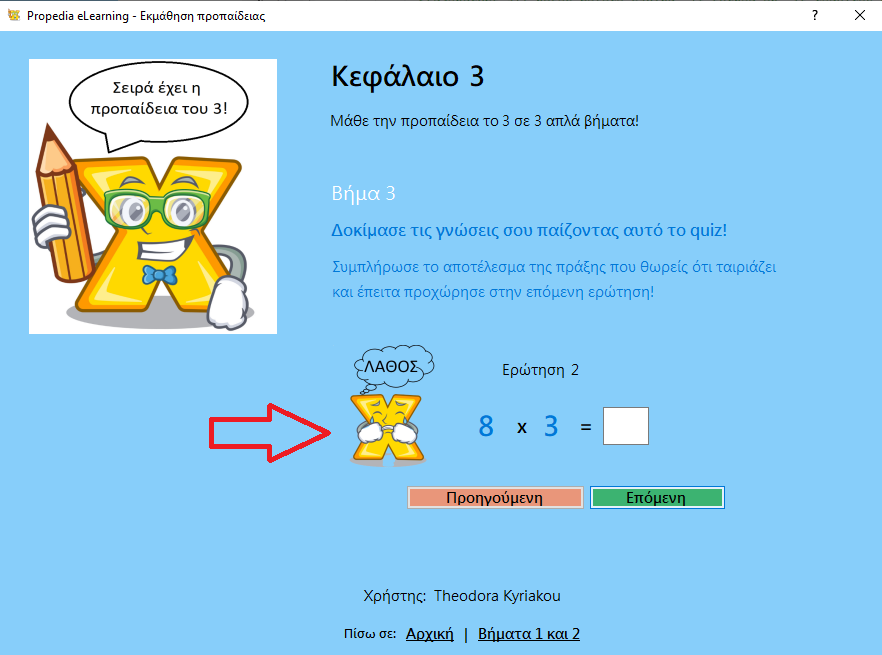 Propedia eLearning - Εκμάθηση προπαίδειας
?
Σειρά έχει η
προπαίδεια του 3!
Κεφάλαιο 3
Μάθε την προπαίδεια το 3 σε 3 απλά βήματα!
Βήμα 3
Δοκίμασε τις γνώσεις σου παίζοντας αυτό το quiz!
Συμπλήρωσε το αποτέλεσμα της πράξης που θωρείς ότι ταιριάζει
και έπειτα προχώρησε στην επόμενη ερώτηση!
ΛΑΘΟΣ
Ερώτηση 2
8 x 3 =
Προηγούμενη Επόμενη
Χρήστης: Theodora Kyriakou
Πίσω σε: Αρχική | Βήματα 1 και 2